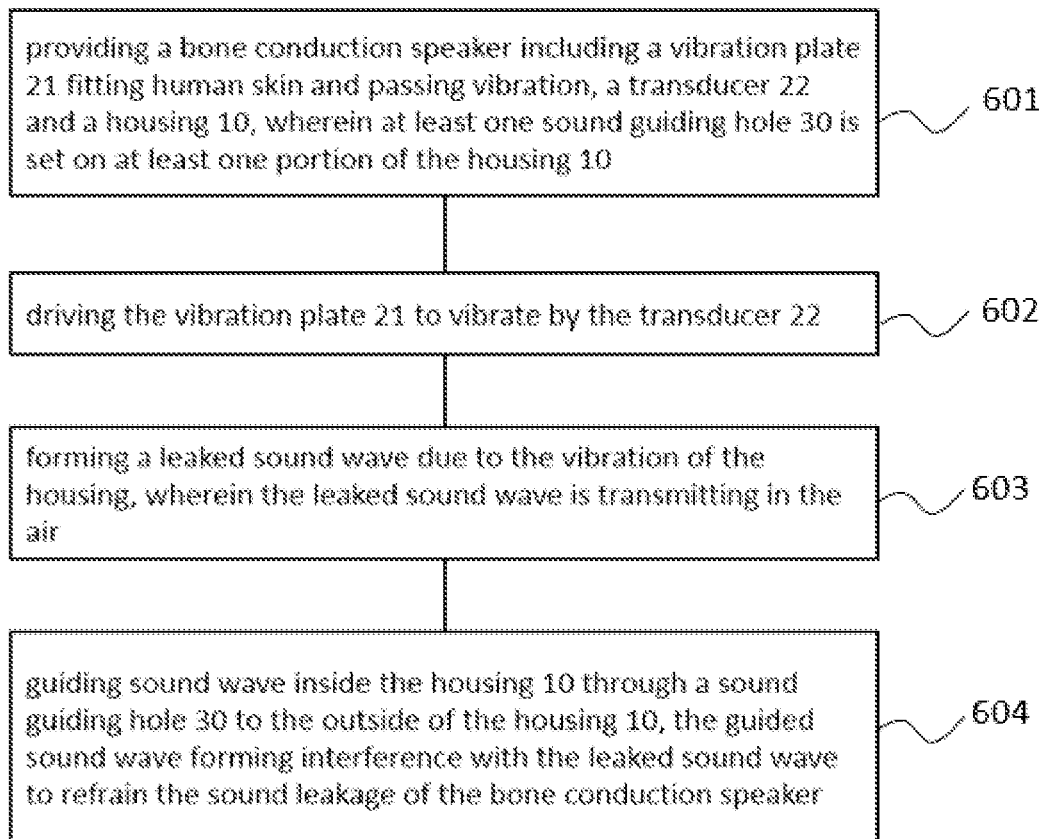 providing a bone conduction speaker including a vibration plate
21 fitting human skin and passing vibration, a transducer 22
and a housing 10, wherein at least one sound guiding hole 30 is
set on at least one portion of the housing 10
601
driving the vibration plate 21 to vibrate by the transducer 22
602
forming a leaked sound wave due to the vibration of the
housing, wherein the leaked sound wave is transmitting in the
air
603
guiding sound wave inside the housing 10 through a sound
guiding hole 30 to the outside of the housing 10, the guided
sound wave forming interference with the leaked sound wave
to refrain the sound leakage of the bone conduction speaker
604